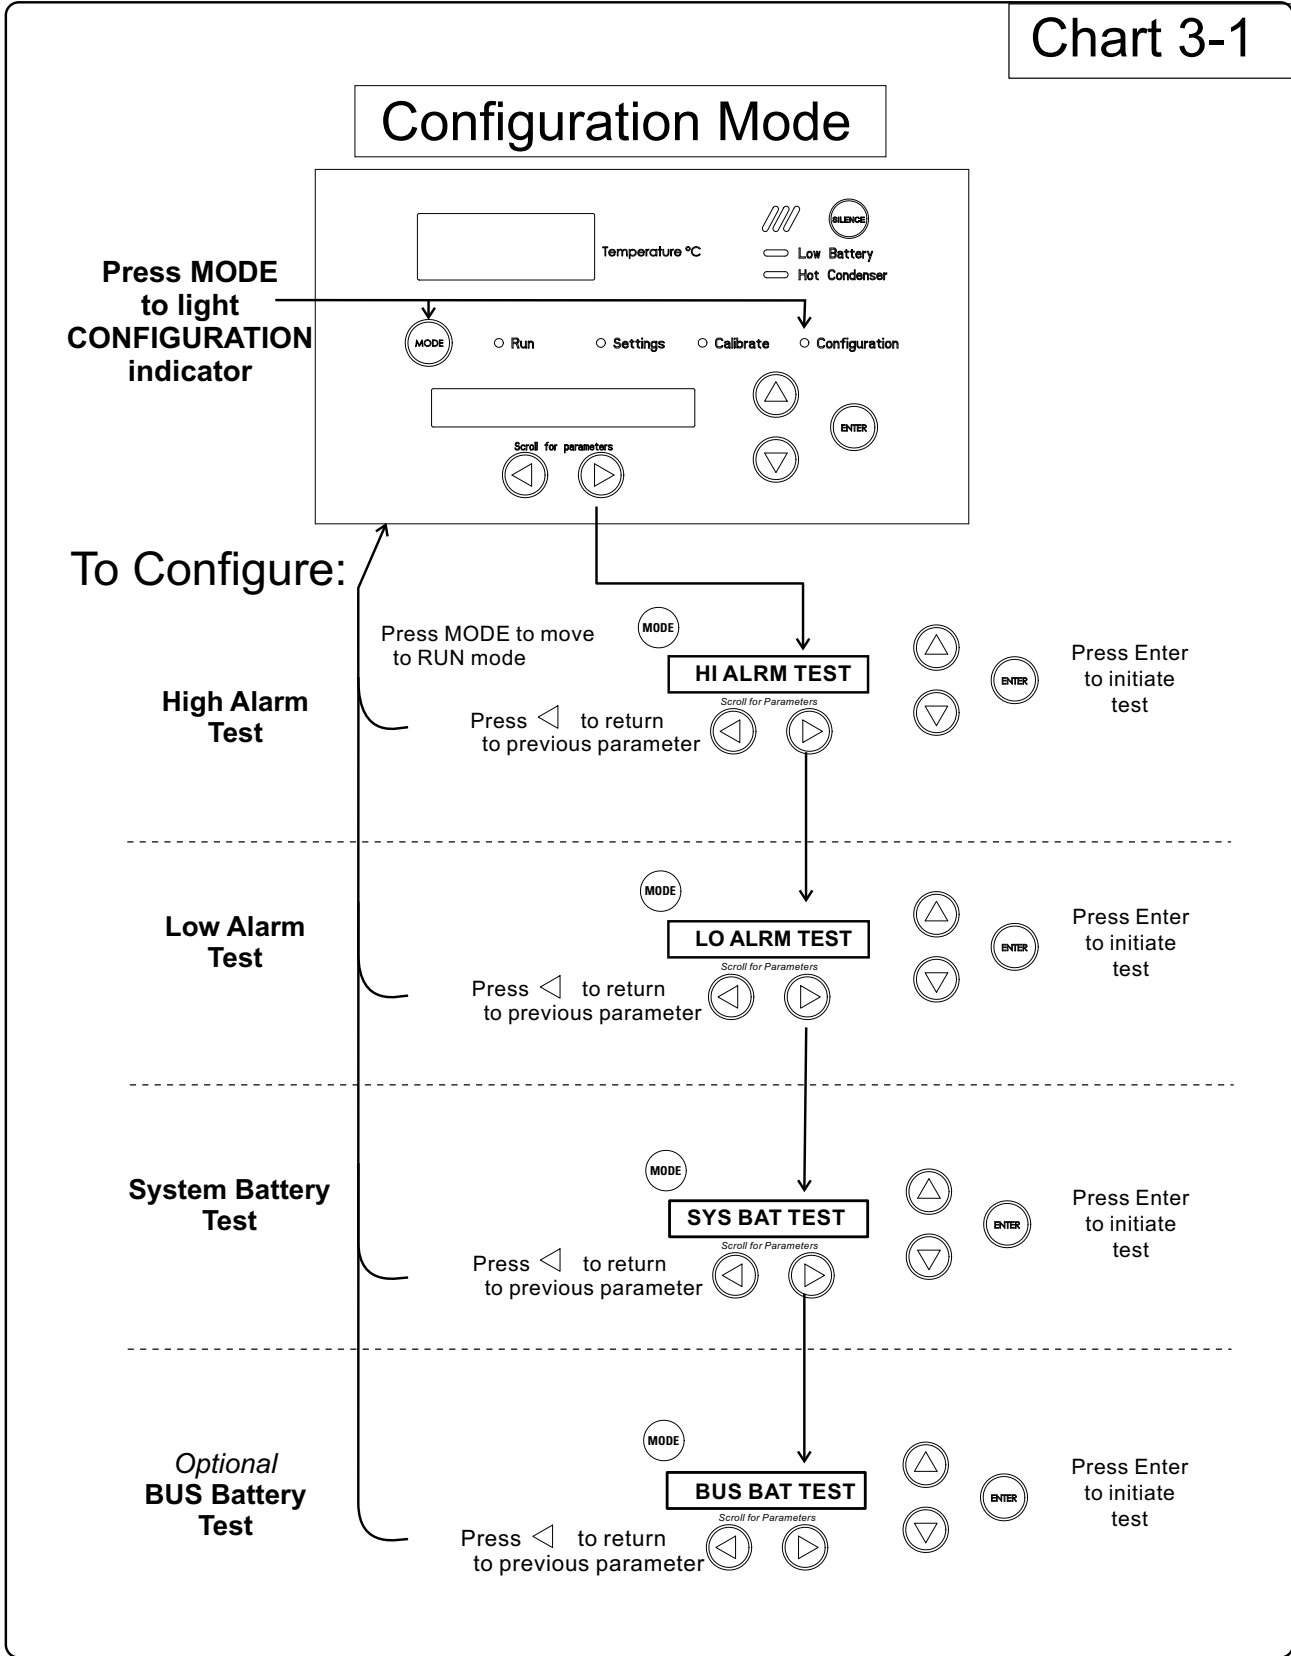 Chart 3-1
Configuration Mode
SILENCE
Temperature °C
Low Battery
Hot Condenser
Press MODE
to light
CONFIGURATION
indicator
MODE
Run
Settings
Calibrate
Configuration
ENTER
Scroll for parameters
To Configure:
Press MODE to move
to RUN mode
MODE
HI ALRM TEST
Scroll for Parameters
High Alarm
Test
Press ◁ to return
to previous parameter
ENTER
Press Enter
to initiate
test
MODE
LO ALRM TEST
Scroll for Parameters
Low Alarm
Test
Press ◁ to return
to previous parameter
ENTER
Press Enter
to initiate
test
MODE
SYS BAT TEST
Scroll for Parameters
System Battery
Test
Press ◁ to return
to previous parameter
ENTER
Press Enter
to initiate
test
MODE
BUS BAT TEST
Scroll for Parameters
Optional
BUS Battery
Test
Press ◁ to return
to previous parameter
ENTER
Press Enter
to initiate
test